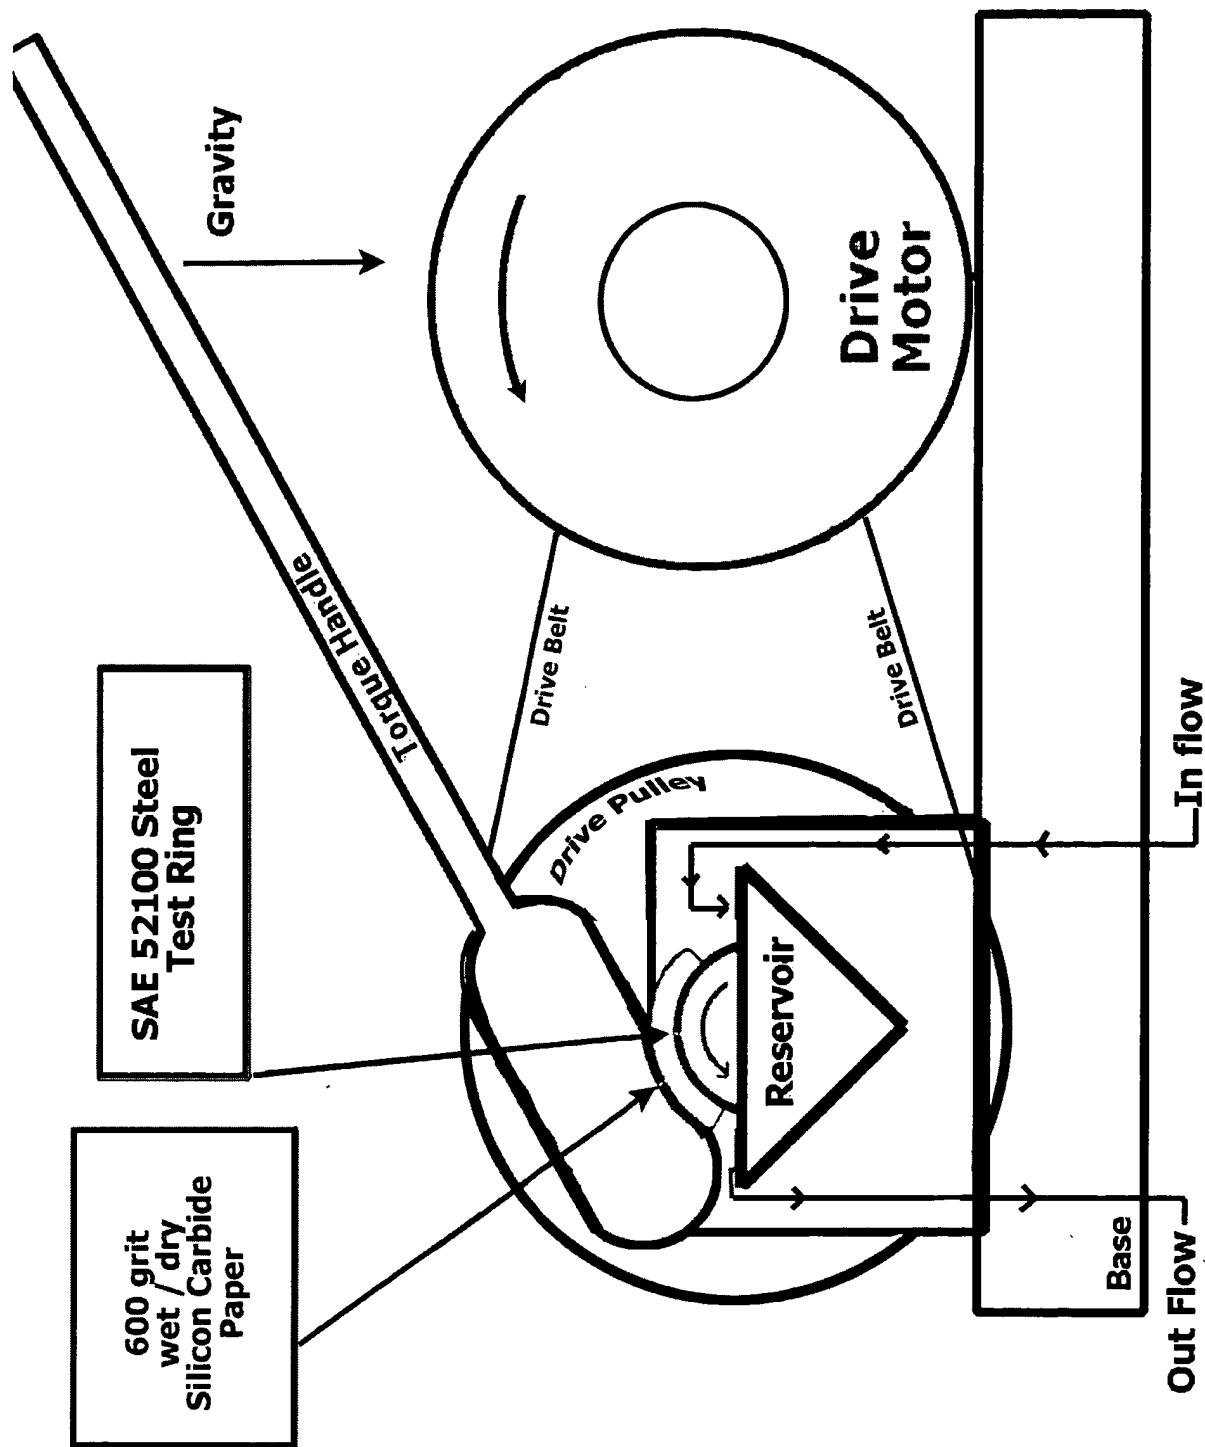 600 grit
wet / dry
Silicon Carbide
Paper
SAE 52100 Steel
Test Ring
Torque Handle
Gravity
Drive Pulley
Drive Belt
Drive Belt
Drive
Motor
Reservoir
Base
Out Flow
In flow